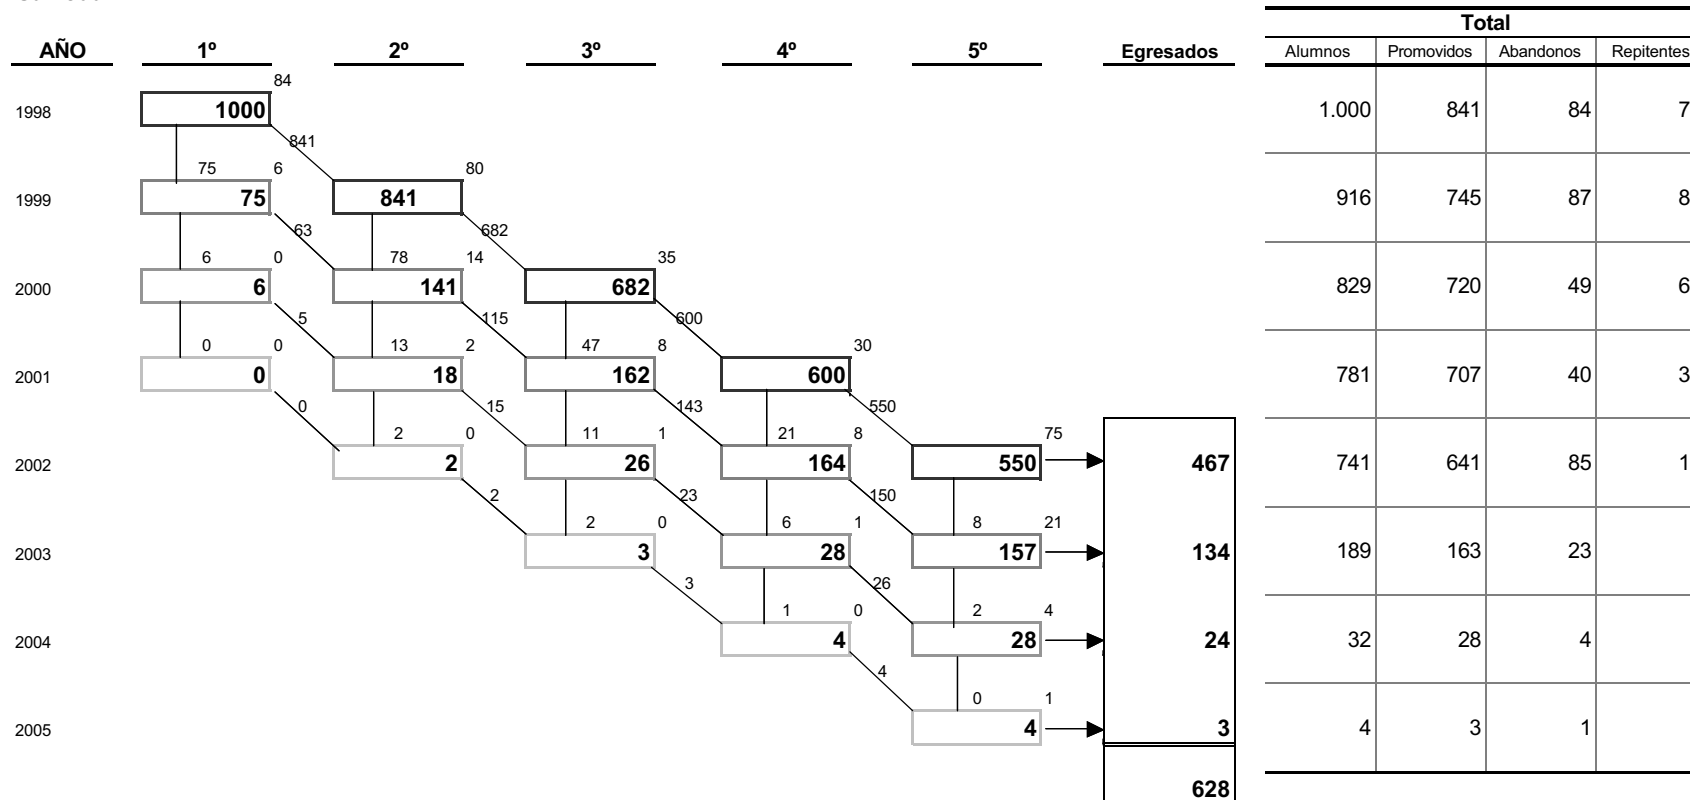 Total
AÑO 1º 2º 3º 4º 5º Egresados Alumnos Promovidos Abandonos Repitentes
84
1998 1000 1.000 841 84 7
841
75 6 80
1999 75 841 916 745 87 8
63 682
6 0 78 14 35
2000 6 141 682 829 720 49 6
5 115 600
0 0 13 2 47 8 30
2001 0 18 162 600 781 707 40 3
0 15 143 550
2 0 11 1 21 8 75
2002 2 26 164 550 467 741 641 85 1
2 23 150
2 0 6 1 8 21
2003 3 28 157 134 189 163 23
3 26
1 0 2 4
2004 4 28 24 32 28 4
4
0 1
2005 4 3 4 3 1
628